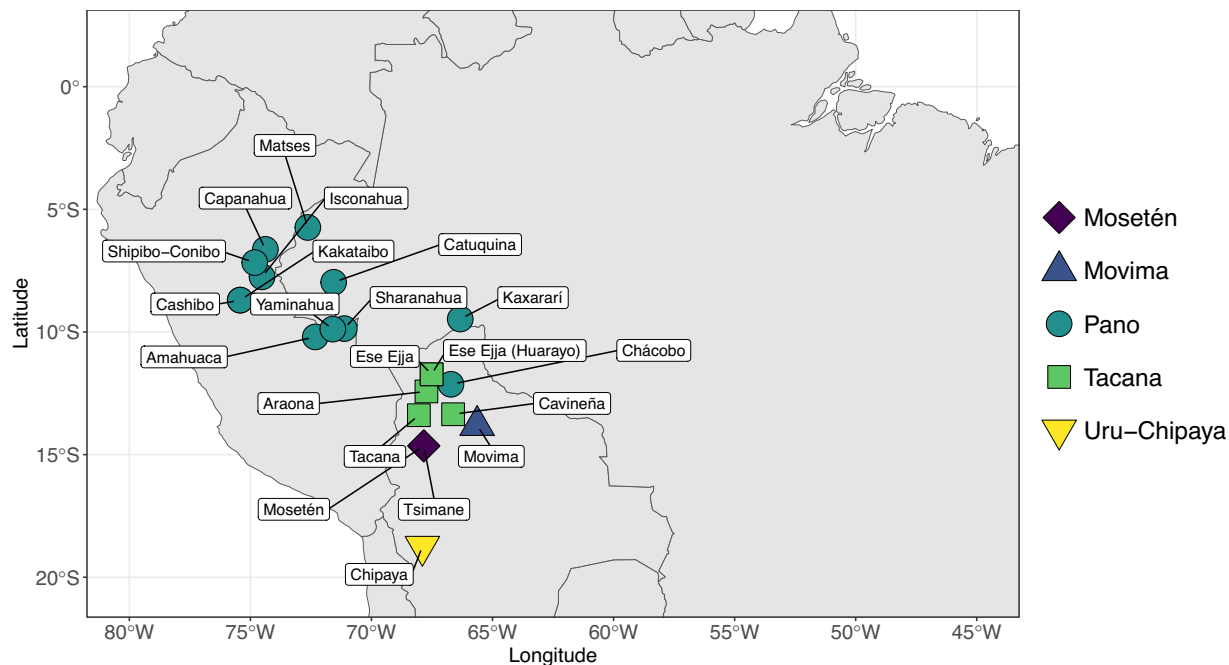 0°
5°S
10°S
15°S
20°S
Latitude
Matses
Capanahua
Isconahua
Shipibo−Conibo
Kakataibo
Catuquina
Cashibo
Yaminahua
Sharanahua
Kaxararí
Amahuaca
Ese Ejja
Ese Ejja (Huarayo)
Chácobo
Araona
Cavineña
Tacana
Movima
Mosetén
Tsimane
Chipaya
80°W
75°W
70°W
65°W
60°W
55°W
50°W
45°W
Longitude
Mosetén
Movima
Pano
Tacana
Uru−Chipaya